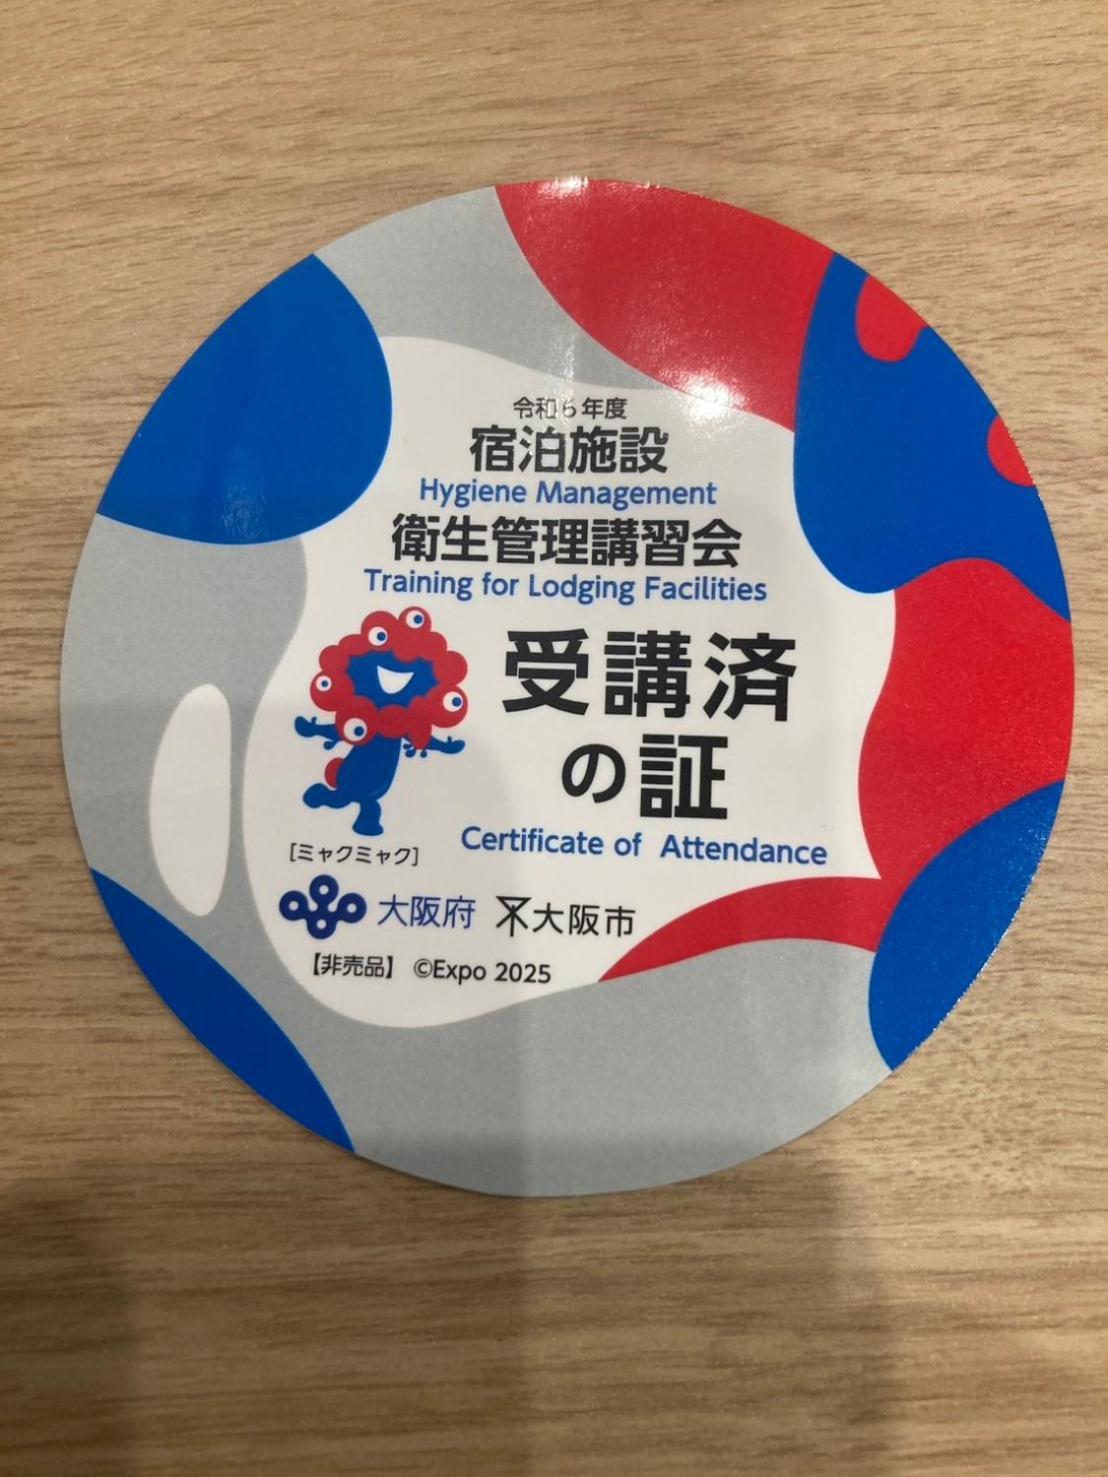 令和6年度
宿泊施設
Hygiene Management
衛生管理講習会
Training for Lodging Facilities
受講済
の証
Certificate of Attendance
[ミャクミャク]
大阪府 大阪市
【非売品】 ©Expo 2025